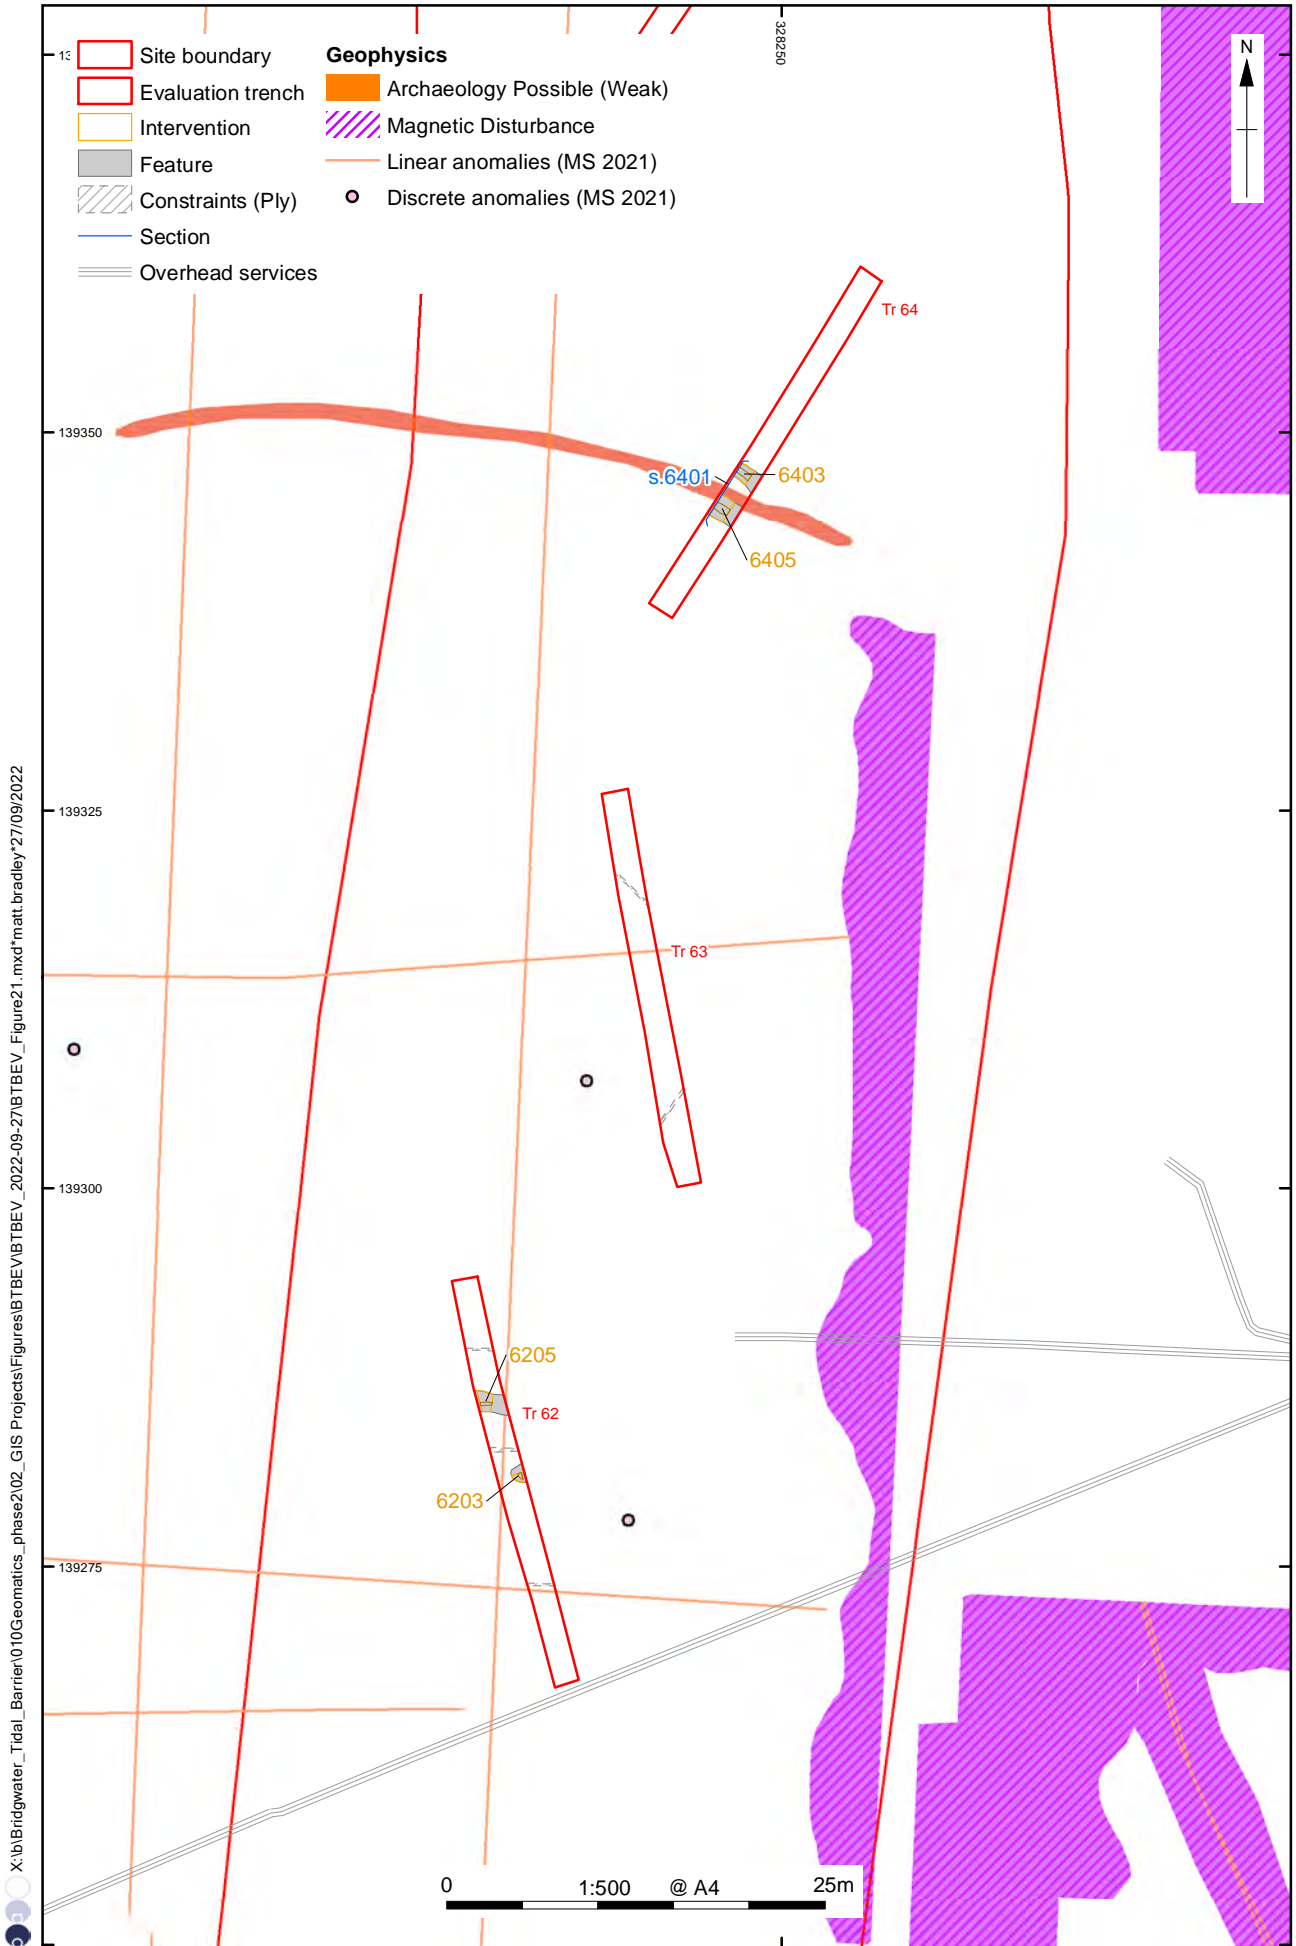 Site boundary
Evaluation trench
Intervention
Feature
Constraints (Ply)
Section
Overhead services
Geophysics
Archaeology Possible (Weak)
Magnetic Disturbance
Linear anomalies (MS 2021)
Discrete anomalies (MS 2021)
328250
N
Tr 64
139350
s.6401
6403
6405
139325
Tr 63
139300
6205
Tr 62
6203
139275
0 1:500 @ A4 25m
X:\b\Bridgwater_Tidal_Barrier\010Geomatics_phase2\02_GIS Projects\Figures\BTBEV\BTBEV_2022-09-27\BTBEV_Figure21.mxd*matt.bradley*27/09/2022